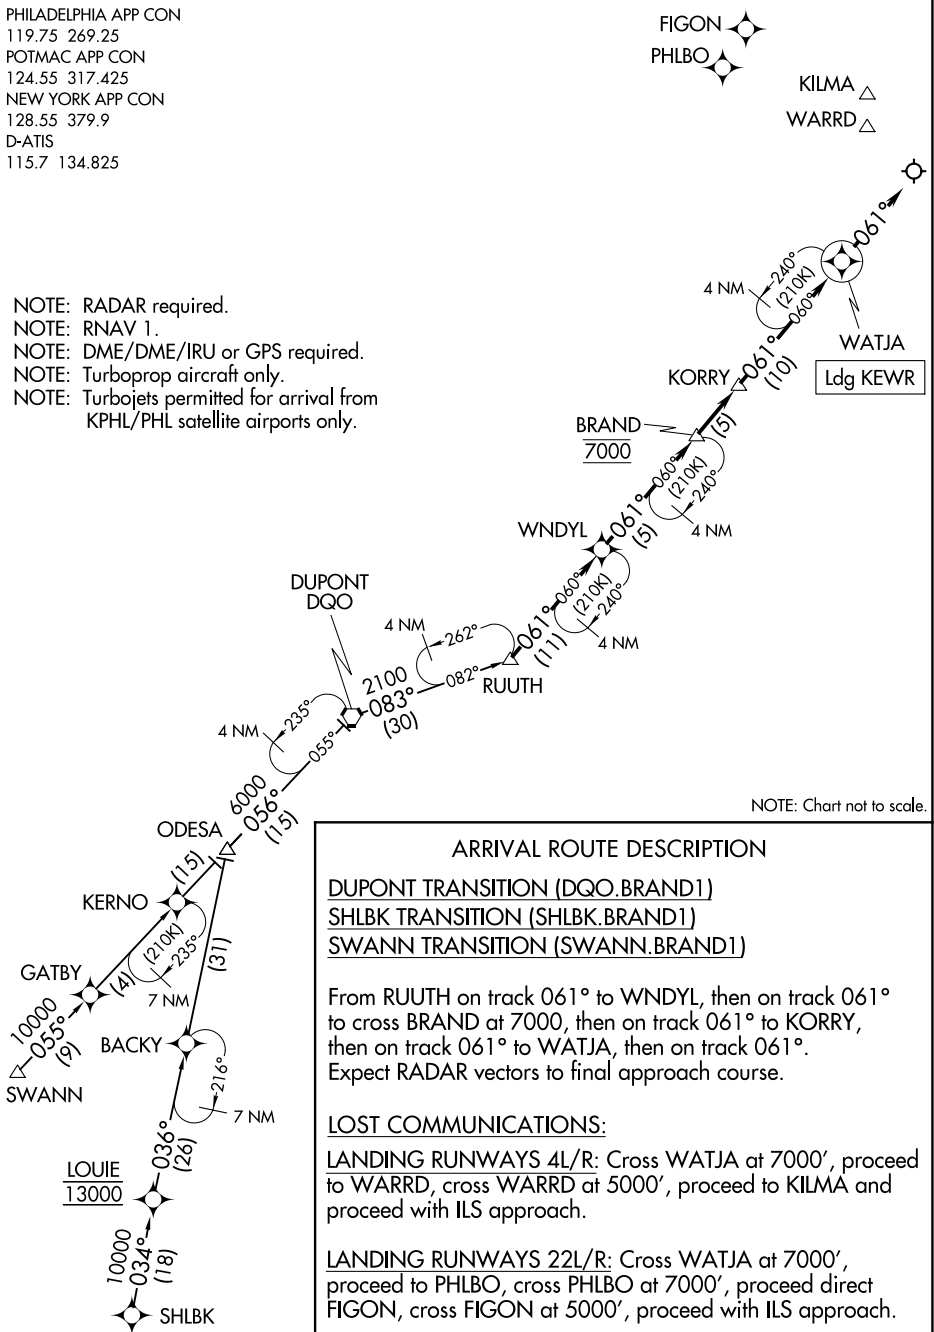 PHILADELPHIA APP CON
119.75 269.25
POTMAC APP CON
124.55 317.425
NEW YORK APP CON
128.55 379.9
D-ATIS
115.7 134.825
FIGON
PHLBO
KILMA
WARRD
NOTE: RADAR required.
NOTE: RNAV 1.
NOTE: DME/DME/IRU or GPS required.
NOTE: Turboprop aircraft only.
NOTE: Turbojets permitted for arrival from
KPHL/PHL satellite airports only.
061°
240°
(210K)
060°
4 NM
WATJA
Ldg KEWR
KORRY
061°
(10)
BRAND
7000
(5)
060°
(210K)
240°
4 NM
WNDYL
061°
(5)
060°
(210K)
240°
4 NM
DUPONT
DQO
4 NM
262°
082°
061°
(11)
RUUTH
2100
083°
(30)
4 NM
235°
055°
6000
056°
(15)
NOTE: Chart not to scale.
ODESA
(15)
KERNO
(210K)
235°
7 NM
(31)
GATBY
(4)
10000
055°
(9)
SWANN
BACKY
216°
7 NM
036°
(26)
LOUIE
13000
10000
034°
(18)
SHLBK
ARRIVAL ROUTE DESCRIPTION
DUPONT TRANSITION (DQO.BRAND1)
SHLBK TRANSITION (SHLBK.BRAND1)
SWANN TRANSITION (SWANN.BRAND1)
From RUUTH on track 061° to WNDYL, then on track 061°
to cross BRAND at 7000, then on track 061° to KORRY,
then on track 061° to WATJA, then on track 061°.
Expect RADAR vectors to final approach course.
LOST COMMUNICATIONS:
LANDING RUNWAYS 4L/R: Cross WATJA at 7000', proceed
to WARRD, cross WARRD at 5000', proceed to KILMA and
proceed with ILS approach.
LANDING RUNWAYS 22L/R: Cross WATJA at 7000',
proceed to PHLBO, cross PHLBO at 7000', proceed direct
FIGON, cross FIGON at 5000', proceed with ILS approach.